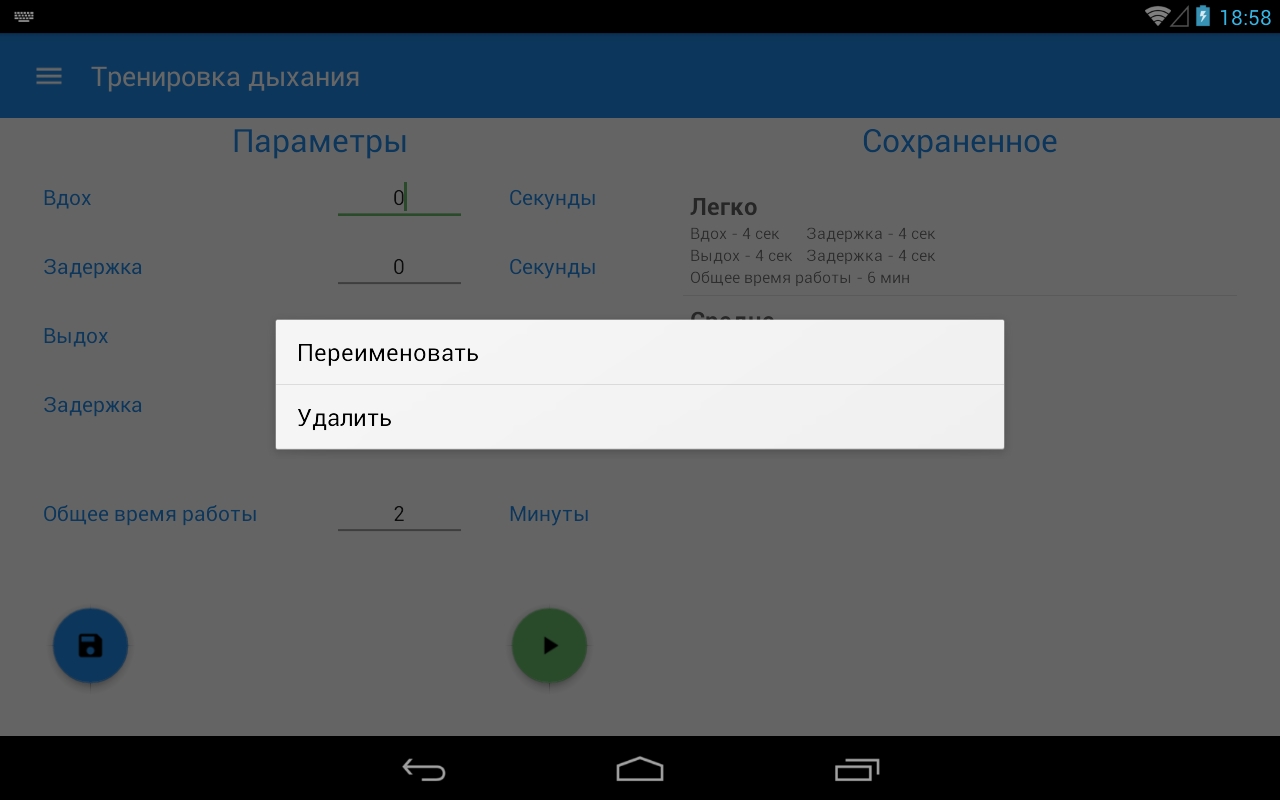 18:58
Тренировка дыхания
Параметры
Сохраненное
Вдох 0 Секунды
Задержка 0 Секунды
Выдох
Задержка
Общее время работы 2 Минуты
Легко
Вдох - 4 сек Задержка - 4 сек
Выдох - 4 сек Задержка - 4 сек
Общее время работы - 6 мин
Переименовать
Удалить